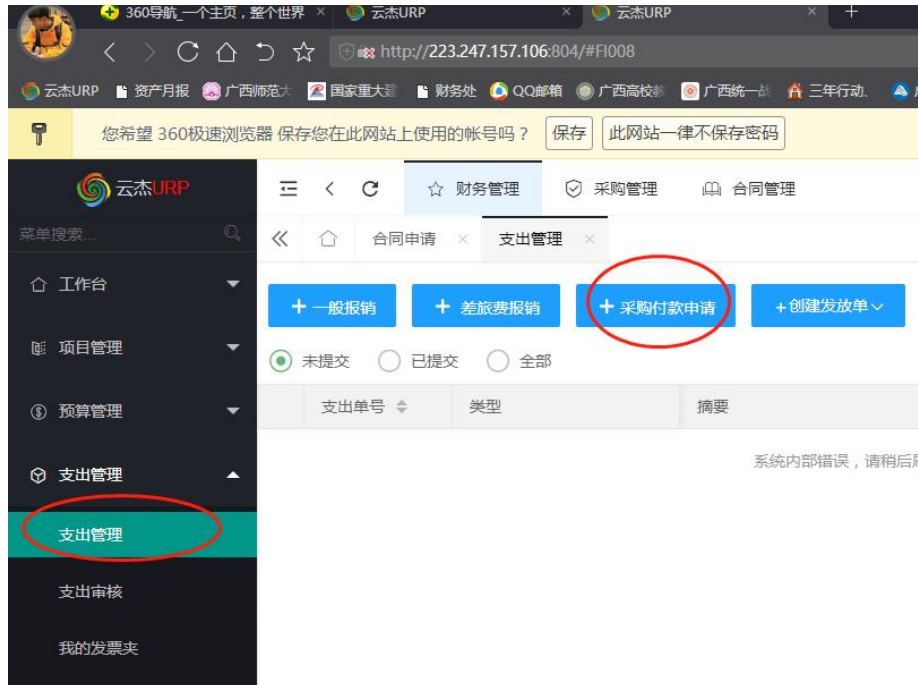 360导航_一个主页，整个世界 云杰URP 云杰URP
http://223.247.157.106:804/#FI008
云杰URP 资产月报 广西师范大 国家重大 财务处 QQ邮箱 广西高校 广西统一 三年行动
您希望 360极速浏览器 保存您在此网站上使用的帐号吗？ 保存 此网站一律不保存密码
云杰URP 财务管理 采购管理 合同管理
菜单搜索... 合同申请 支出管理
工作台
一般报销 差旅费报销 采购付款申请 +创建发放单
项目管理
未提交 已提交 全部
预算管理
支出单号 类型 摘要
支出管理
系统内部错误，请稍后
支出管理
支出审核
我的发票夹